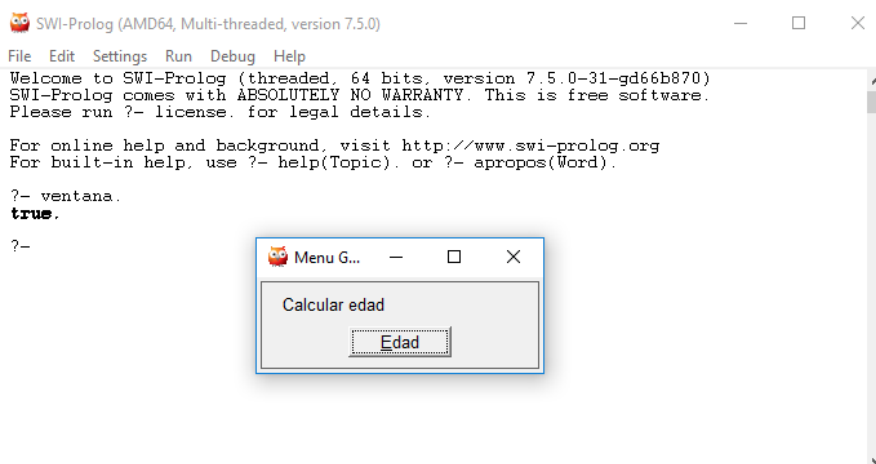 SWI-Prolog (AMD64, Multi-threaded, version 7.5.0)
File Edit Settings Run Debug Help
Welcome to SWI-Prolog (threaded, 64 bits, version 7.5.0-31-gd66b870)
SWI-Prolog comes with ABSOLUTELY NO WARRANTY. This is free software.
Please run ?- license. for legal details.
For online help and background, visit http://www.swi-prolog.org
For built-in help, use ?- help(Topic). or ?- apropos(Word).
?- ventana.
true.
?-
Menu G...
Calcular edad
Edad